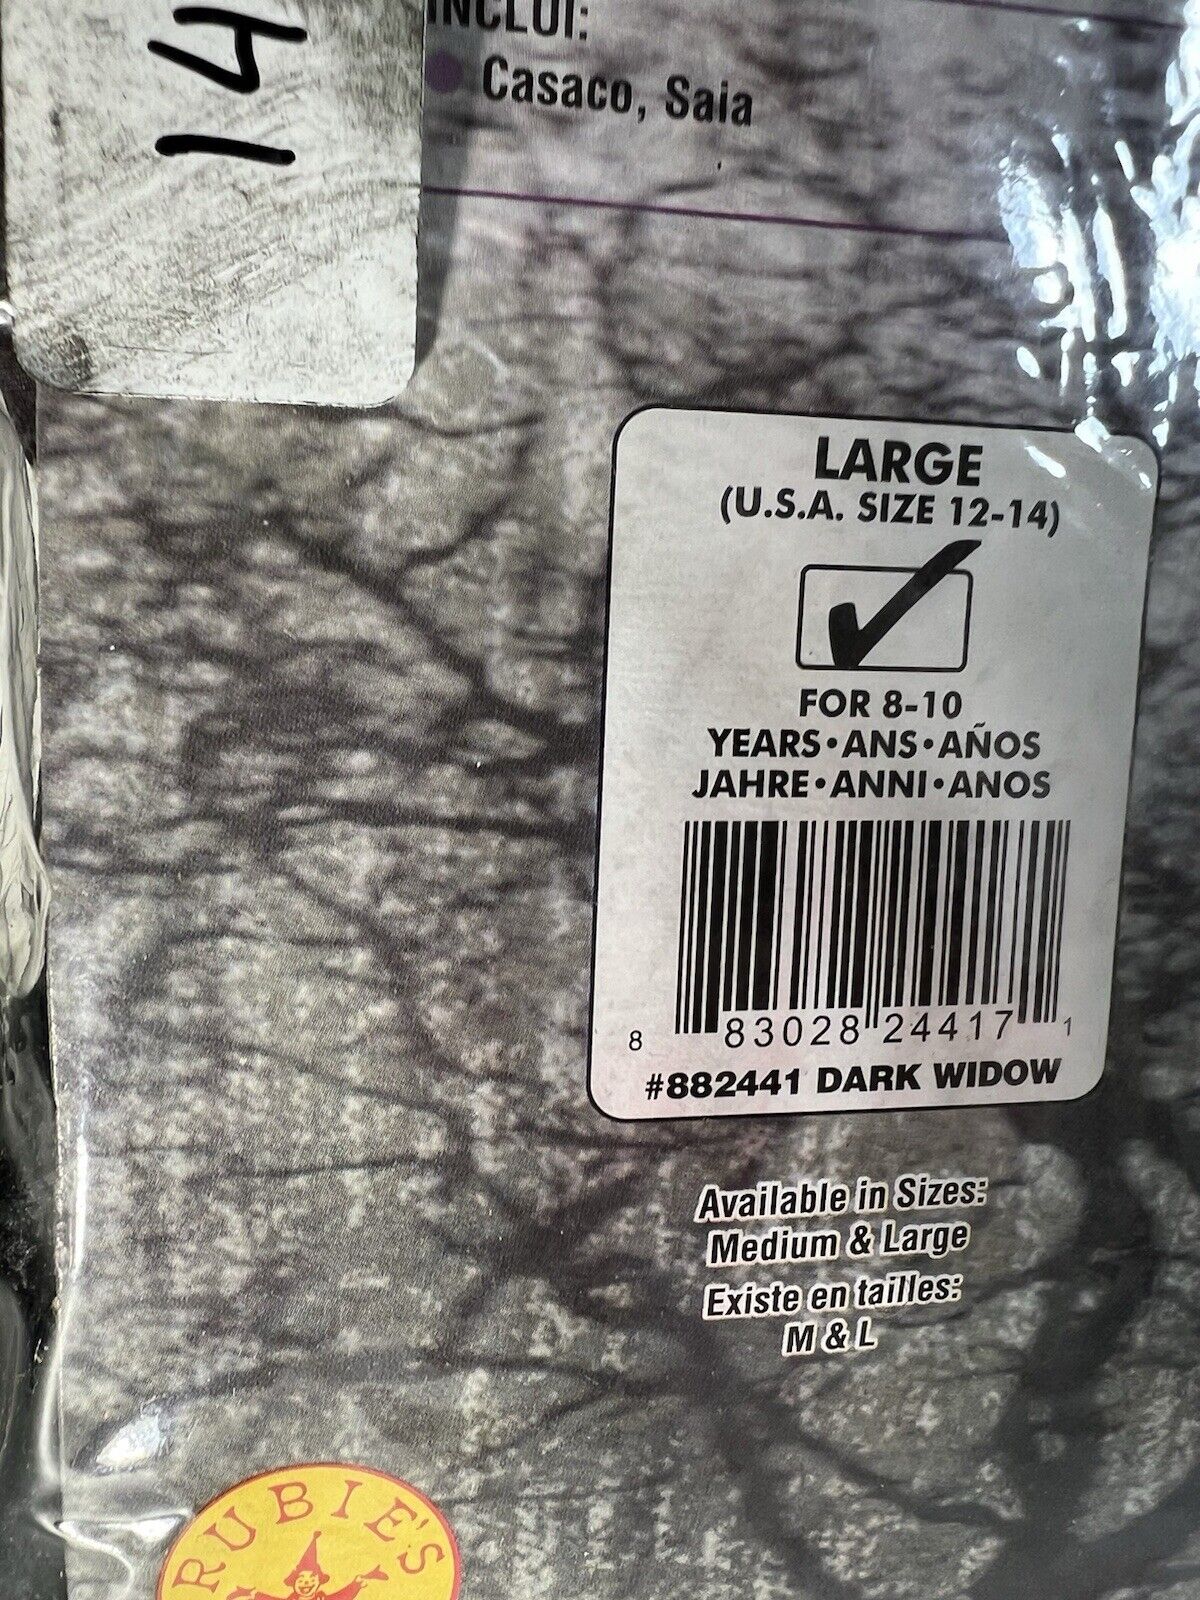 14
INCLUI:
Casaco, Saia
LARGE
(U.S.A. SIZE 12-14)
FOR 8-10
YEARS•ANS•AÑOS
JAHRE•ANNI•ANOS
8 83028 24417 1
#882441 DARK WIDOW
Available in Sizes:
Medium & Large
Existe en tailles:
M & L
RUBIE'S